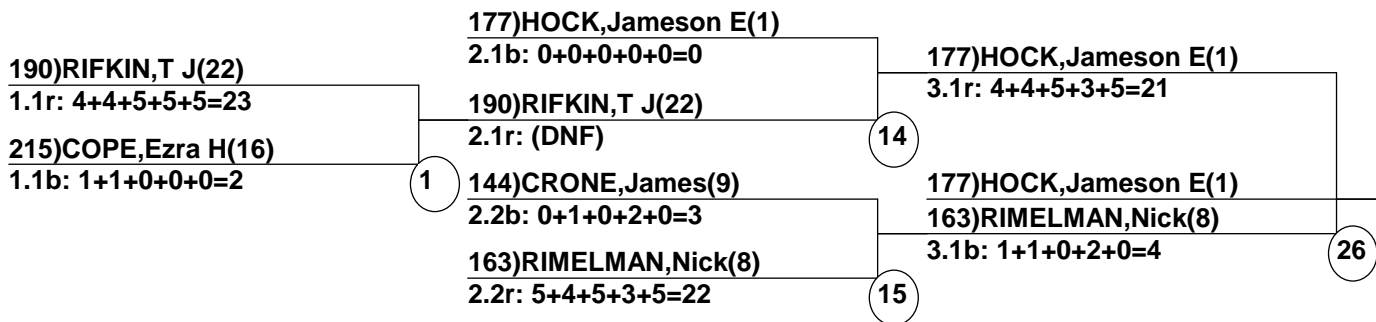 190)RIFKIN,T J(22)
1.1r: 4+4+5+5+5=23
215)COPE,Ezra H(16)
1.1b: 1+1+0+0+0=2
1
177)HOCK,Jameson E(1)
2.1b: 0+0+0+0+0=0
190)RIFKIN,T J(22)
2.1r: (DNF)
14
144)CRONE,James(9)
2.2b: 0+1+0+2+0=3
163)RIMELMAN,Nick(8)
2.2r: 5+4+5+3+5=22
15
177)HOCK,Jameson E(1)
3.1r: 4+4+5+3+5=21
177)HOCK,Jameson E(1)
163)RIMELMAN,Nick(8)
3.1b: 1+1+0+2+0=4
26